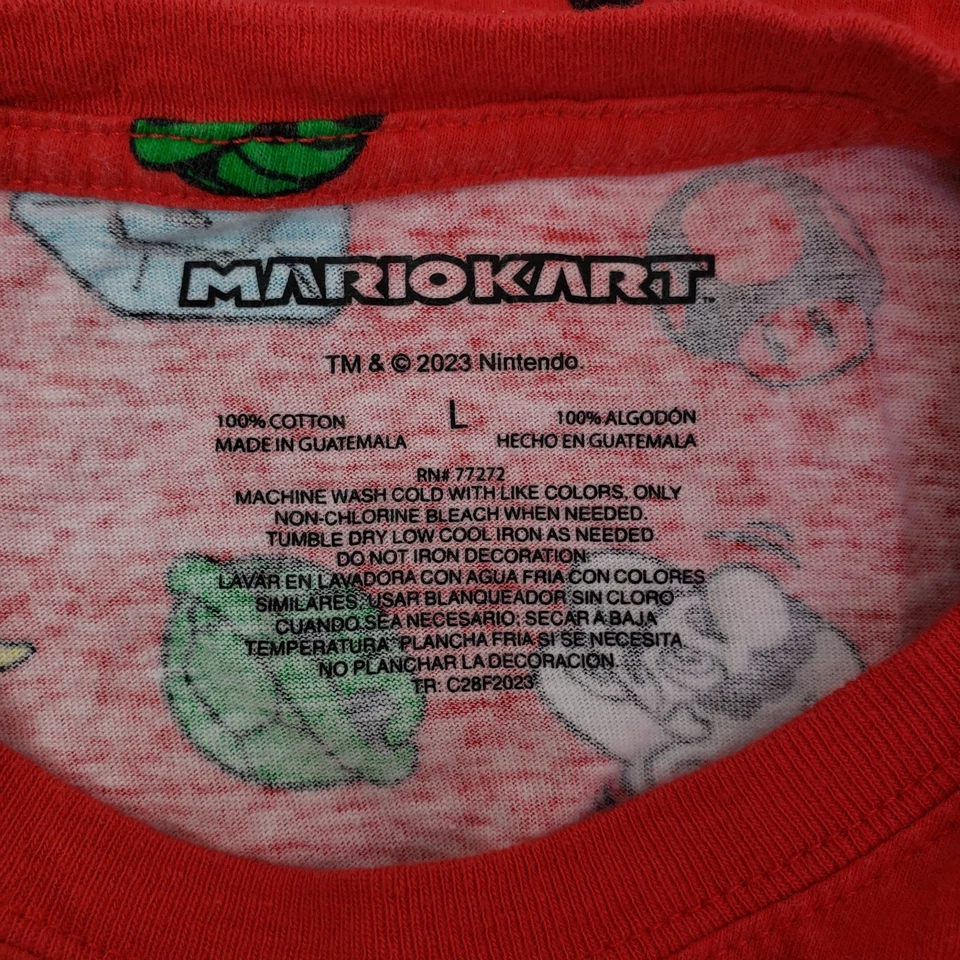 MARIOKART™
TM & © 2023 Nintendo.
100% COTTON L 100% ALGODÓN
MADE IN GUATEMALA HECHO EN GUATEMALA
RN# 77272
MACHINE WASH COLD WITH LIKE COLORS, ONLY
NON-CHLORINE BLEACH WHEN NEEDED.
TUMBLE DRY LOW COOL IRON AS NEEDED
DO NOT IRON DECORATION.
LAVAR EN LAVADORA CON AGUA FRIA CON COLORES
SIMILARES; USAR BLANQUEADOR SIN CLORO
CUANDO SEA NECESARIO; SECAR A BAJA
TEMPERATURA; PLANCHA FRIA SI SE NECESITA
NO PLANCHAR LA DECORACIÓN.
TR: C28F2023